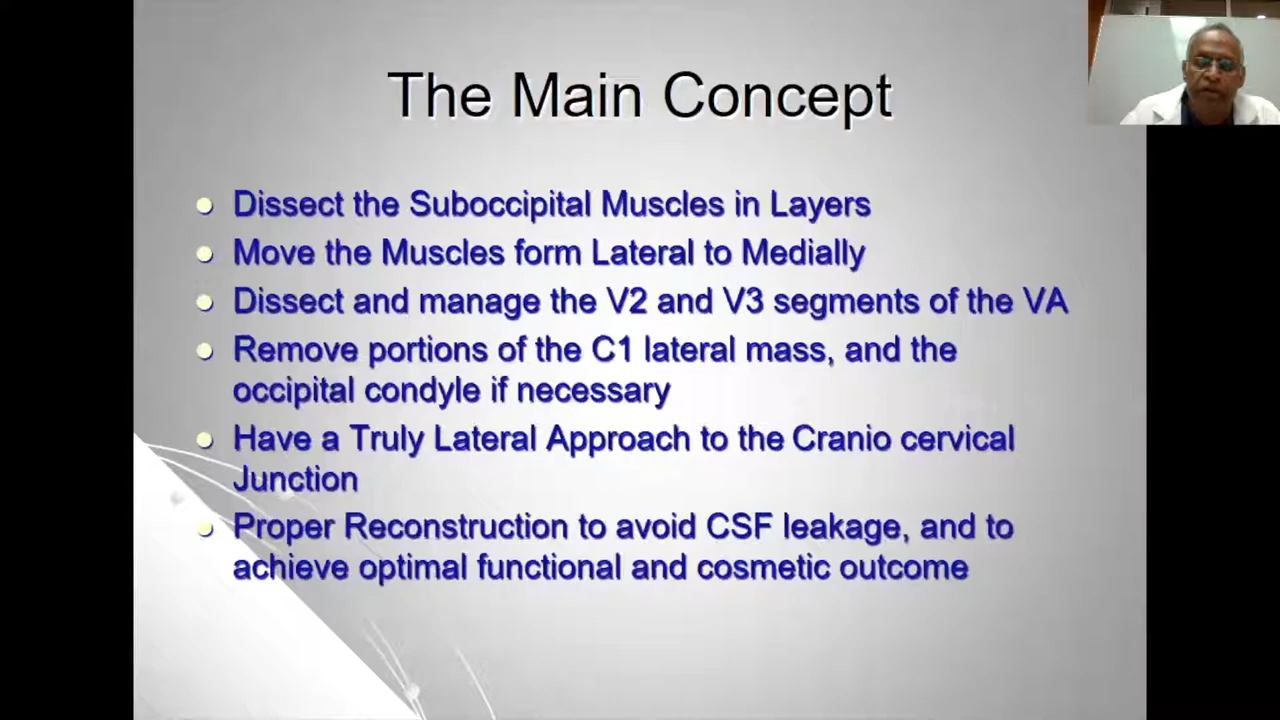 The Main Concept
Dissect the Suboccipital Muscles in Layers
Move the Muscles form Lateral to Medially
Dissect and manage the V2 and V3 segments of the VA
Remove portions of the C1 lateral mass, and the
occipital condyle if necessary
Have a Truly Lateral Approach to the Cranio cervical
Junction
Proper Reconstruction to avoid CSF leakage, and to
achieve optimal functional and cosmetic outcome